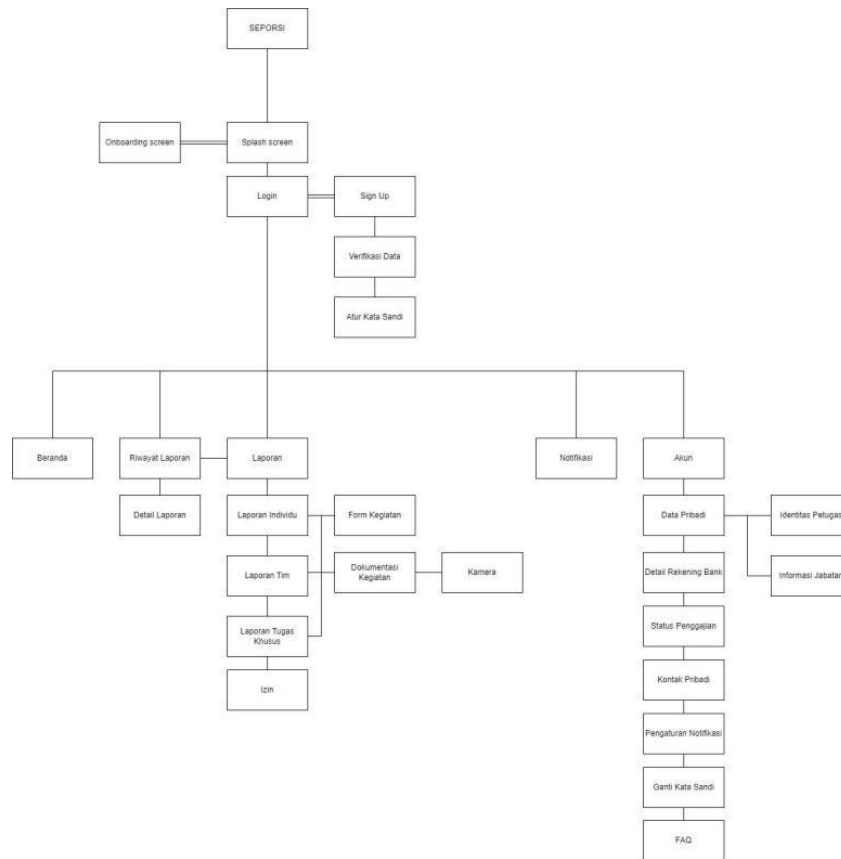 SEPORSI
Onboarding screen
Splash screen
Login
Sign Up
Verifikasi Data
Atur Kata Sandi
Beranda
Riwayat Laporan
Laporan
Notifikasi
Akun
Detail Laporan
Laporan Individu
Form Kegiatan
Data Pribadi
Identitas Petugas
Laporan Tim
Dokumentasi
Kegiatan
Kamera
Detail Rekening Bank
Informasi Jabatan
Laporan Tugas
Khusus
Status Penggajian
Izin
Kontak Pribadi
Pengaturan Notifikasi
Ganti Kata Sandi
FAQ